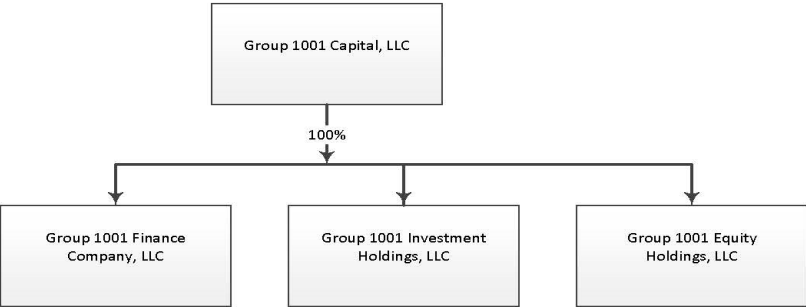 Group 1001 Capital, LLC
100%
Group 1001 Finance
Company, LLC
Group 1001 Investment
Holdings, LLC
Group 1001 Equity
Holdings, LLC